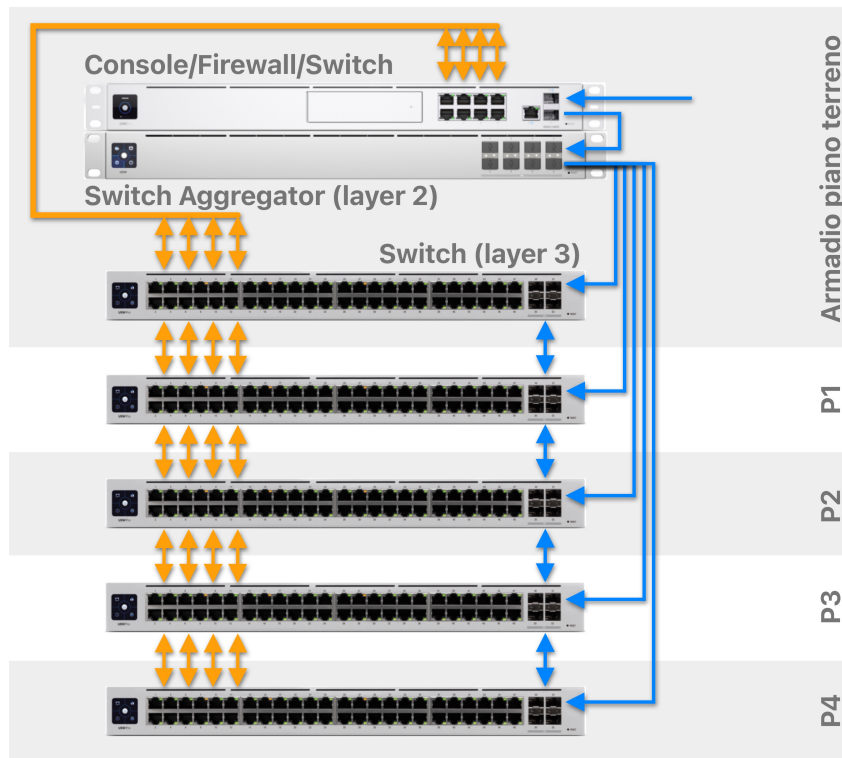 Console/Firewall/Switch
Switch Aggregator (layer 2)
Switch (layer 3)
Armadio piano terreno
P1
P2
P3
P4